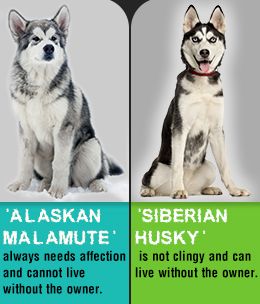 'ALASKAN
MALAMUTE'
always needs affection
and cannot live
without the owner.
'SIBERIAN
HUSKY'
is not clingy and can
live without the owner.